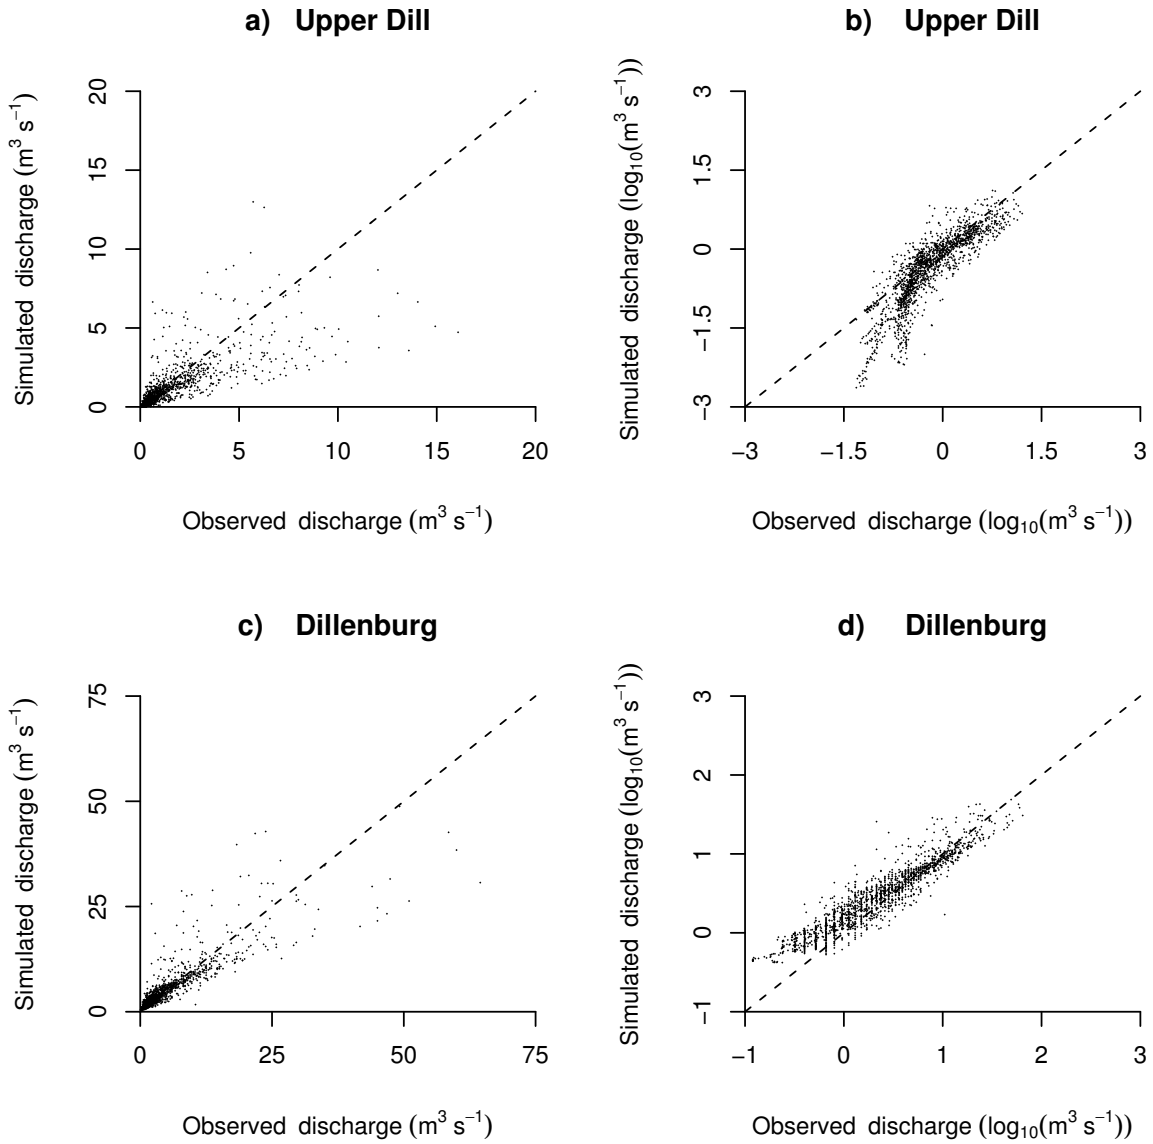 a) Upper Dill
Simulated discharge (m³ s⁻¹)
20
15
10
5
0
0 5 10 15 20
Observed discharge (m³ s⁻¹)
b) Upper Dill
Simulated discharge (log₁₀(m³ s⁻¹))
3
1.5
0
−1.5
−3
−3 −1.5 0 1.5 3
Observed discharge (log₁₀(m³ s⁻¹))
c) Dillenburg
Simulated discharge (m³ s⁻¹)
75
50
25
0
0 25 50 75
Observed discharge (m³ s⁻¹)
d) Dillenburg
Simulated discharge (log₁₀(m³ s⁻¹))
3
2
1
0
−1
−1 0 1 2 3
Observed discharge (log₁₀(m³ s⁻¹))